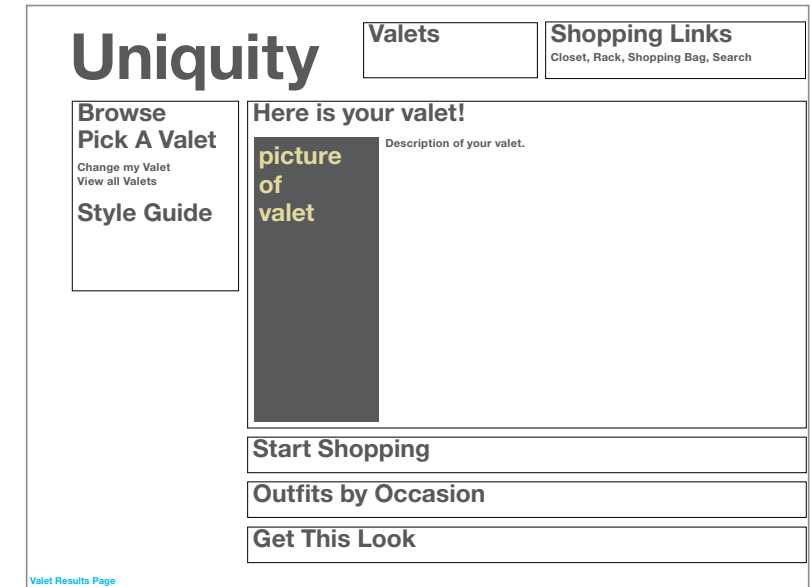 Uniquity
Valets
Shopping Links
Closet, Rack, Shopping Bag, Search
Browse
Pick A Valet
Change my Valet
View all Valets
Style Guide
Here is your valet!
picture
of
valet
Description of your valet.
Start Shopping
Outfits by Occasion
Get This Look
Valet Results Page